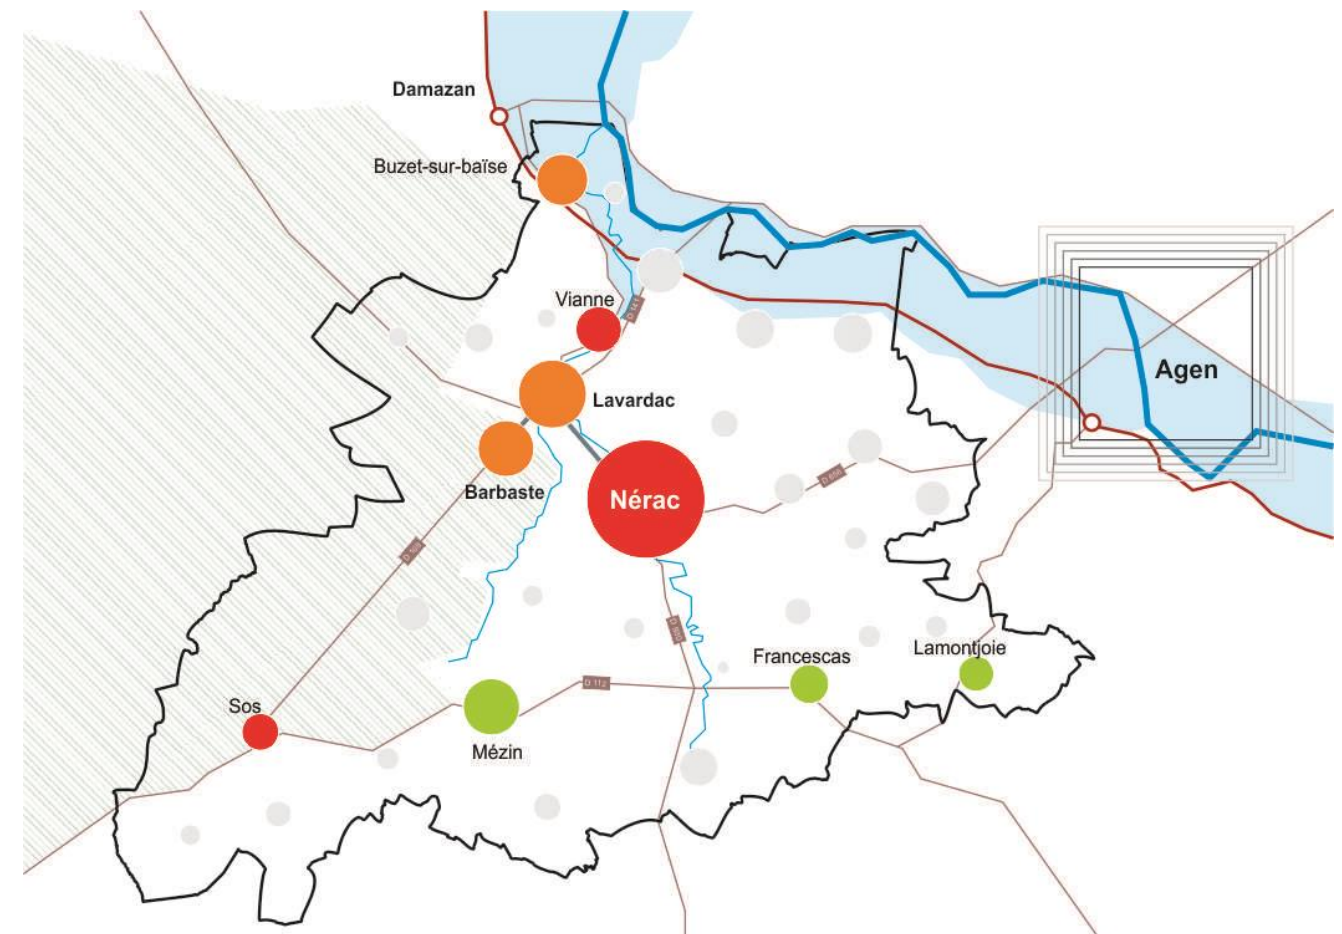 Damazan
Buzet-sur-baïse
Vianne
Agen
Lavardac
Barbaste
Nérac
Francescas
Lamontjoie
D 112
Sos
Mézin